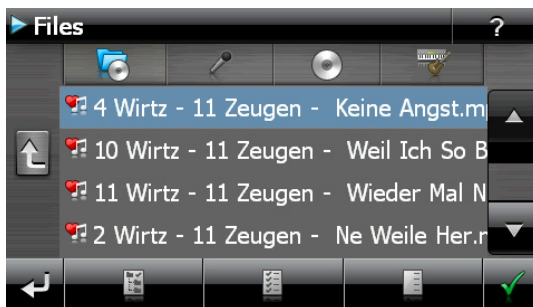 Files
?
4 Wirtz - 11 Zeugen - Keine Angst.m
10 Wirtz - 11 Zeugen - Weil Ich So B
11 Wirtz - 11 Zeugen - Wieder Mal N
2 Wirtz - 11 Zeugen - Ne Weile Her.r